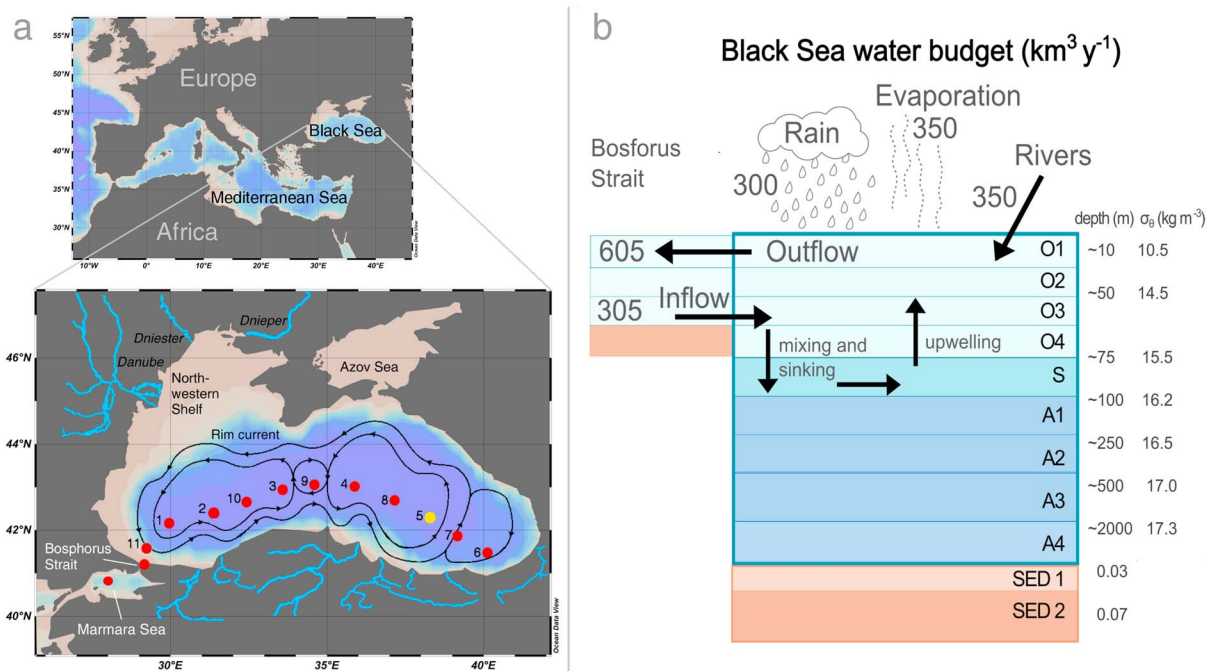 a
55°N
50°N
45°N
40°N
35°N
30°N
10°W
0°
10°E
20°E
30°E
40°E
Europe
Black Sea
Mediterranean Sea
Africa
Ocean Data View
46°N
44°N
42°N
40°N
30°E
35°E
40°E
Dnieper
Dniester
Danube
Azov Sea
North-
western
Shelf
Rim current
1
2
10
3
9
4
8
5
7
6
11
Bosphorus
Strait
Marmara Sea
Ocean Data View
b
Black Sea water budget (km³ y⁻¹)
Bosforus
Strait
Rain
300
Evaporation
350
Rivers
350
depth (m) σθ (kg m⁻³)
605
Outflow
O1
~10 10.5
O2
~50 14.5
305
Inflow
O3
mixing and
sinking
upwelling
O4
~75 15.5
S
~100 16.2
A1
~250 16.5
A2
~500 17.0
A3
~2000 17.3
A4
SED 1
0.03
SED 2
0.07